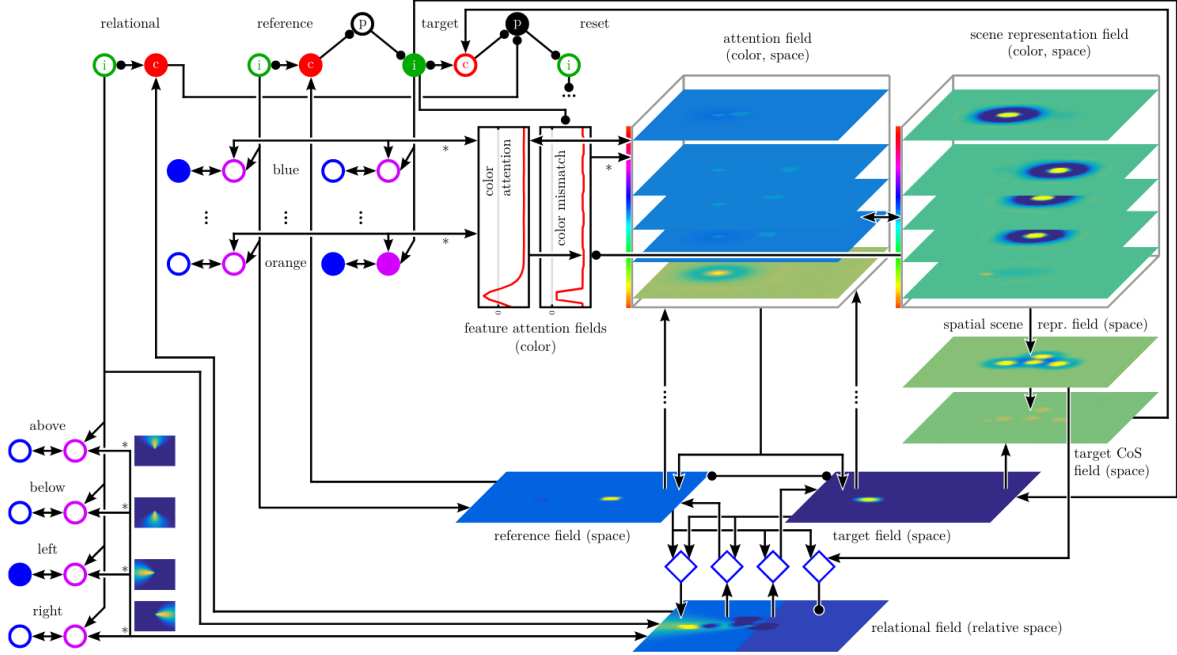 relational
reference
target
reset
p
p
i
c
i
c
i
c
i
attention field
(color, space)
scene representation field
(color, space)
*
*
blue
color
attention
color mismatch
*
orange
0
0
feature attention fields
(color)
spatial scene
repr. field (space)
above
*
target CoS
field (space)
below
*
reference field (space)
target field (space)
left
*
right
*
relational field (relative space)